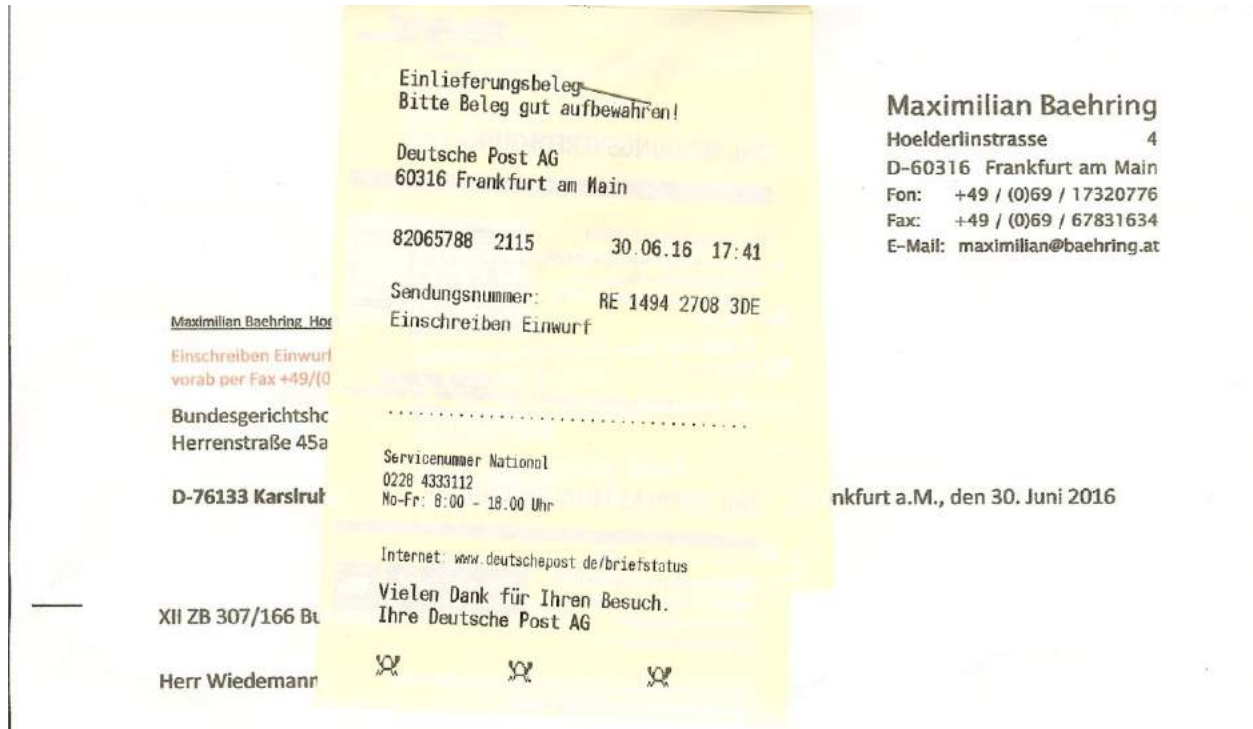 Einlieferungsbeleg
Bitte Beleg gut aufbewahren!
Deutsche Post AG
60316 Frankfurt am Main
82065788 2115 30.06.16 17:41
Sendungsnummer: RE 1494 2708 3DE
Einschreiben Einwurf
Servicenummer National
0228 4333112
Mo-Fr: 8:00 - 18:00 Uhr
Internet: www.deutschepost de/briefstatus
Vielen Dank für Ihren Besuch.
Ihre Deutsche Post AG
Maximilian Baehring
Hoelderlinstrasse 4
D-60316 Frankfurt am Main
Fon: +49 / (0)69 / 17320776
Fax: +49 / (0)69 / 67831634
E-Mail: maximilian@baehring.at
Maximilian Baehring Hoe
Einschreiben Einwurf
vorab per Fax +49/(0
Bundesgerichtsho
Herrenstraße 45a
D-76133 Karslruh
nkfurt a.M., den 30. Juni 2016
XII ZB 307/166 Bu
Herr Wiedemann